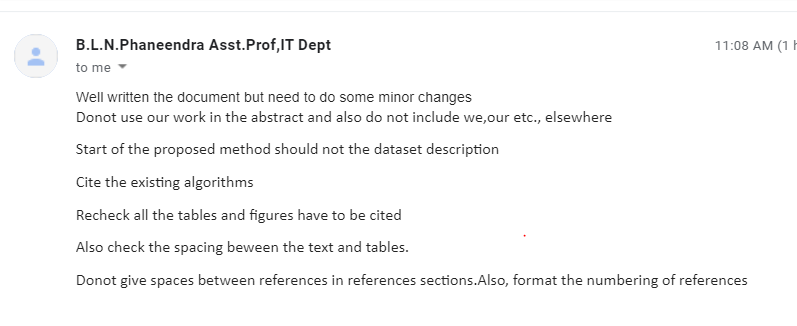 B.L.N.Phaneendra Asst.Prof,IT Dept
11:08 AM (1 h
to me
Well written the document but need to do some minor changes
Donot use our work in the abstract and also do not include we,our etc., elsewhere
Start of the proposed method should not the dataset description
Cite the existing algorithms
Recheck all the tables and figures have to be cited
Also check the spacing beween the text and tables.
Donot give spaces between references in references sections.Also, format the numbering of references